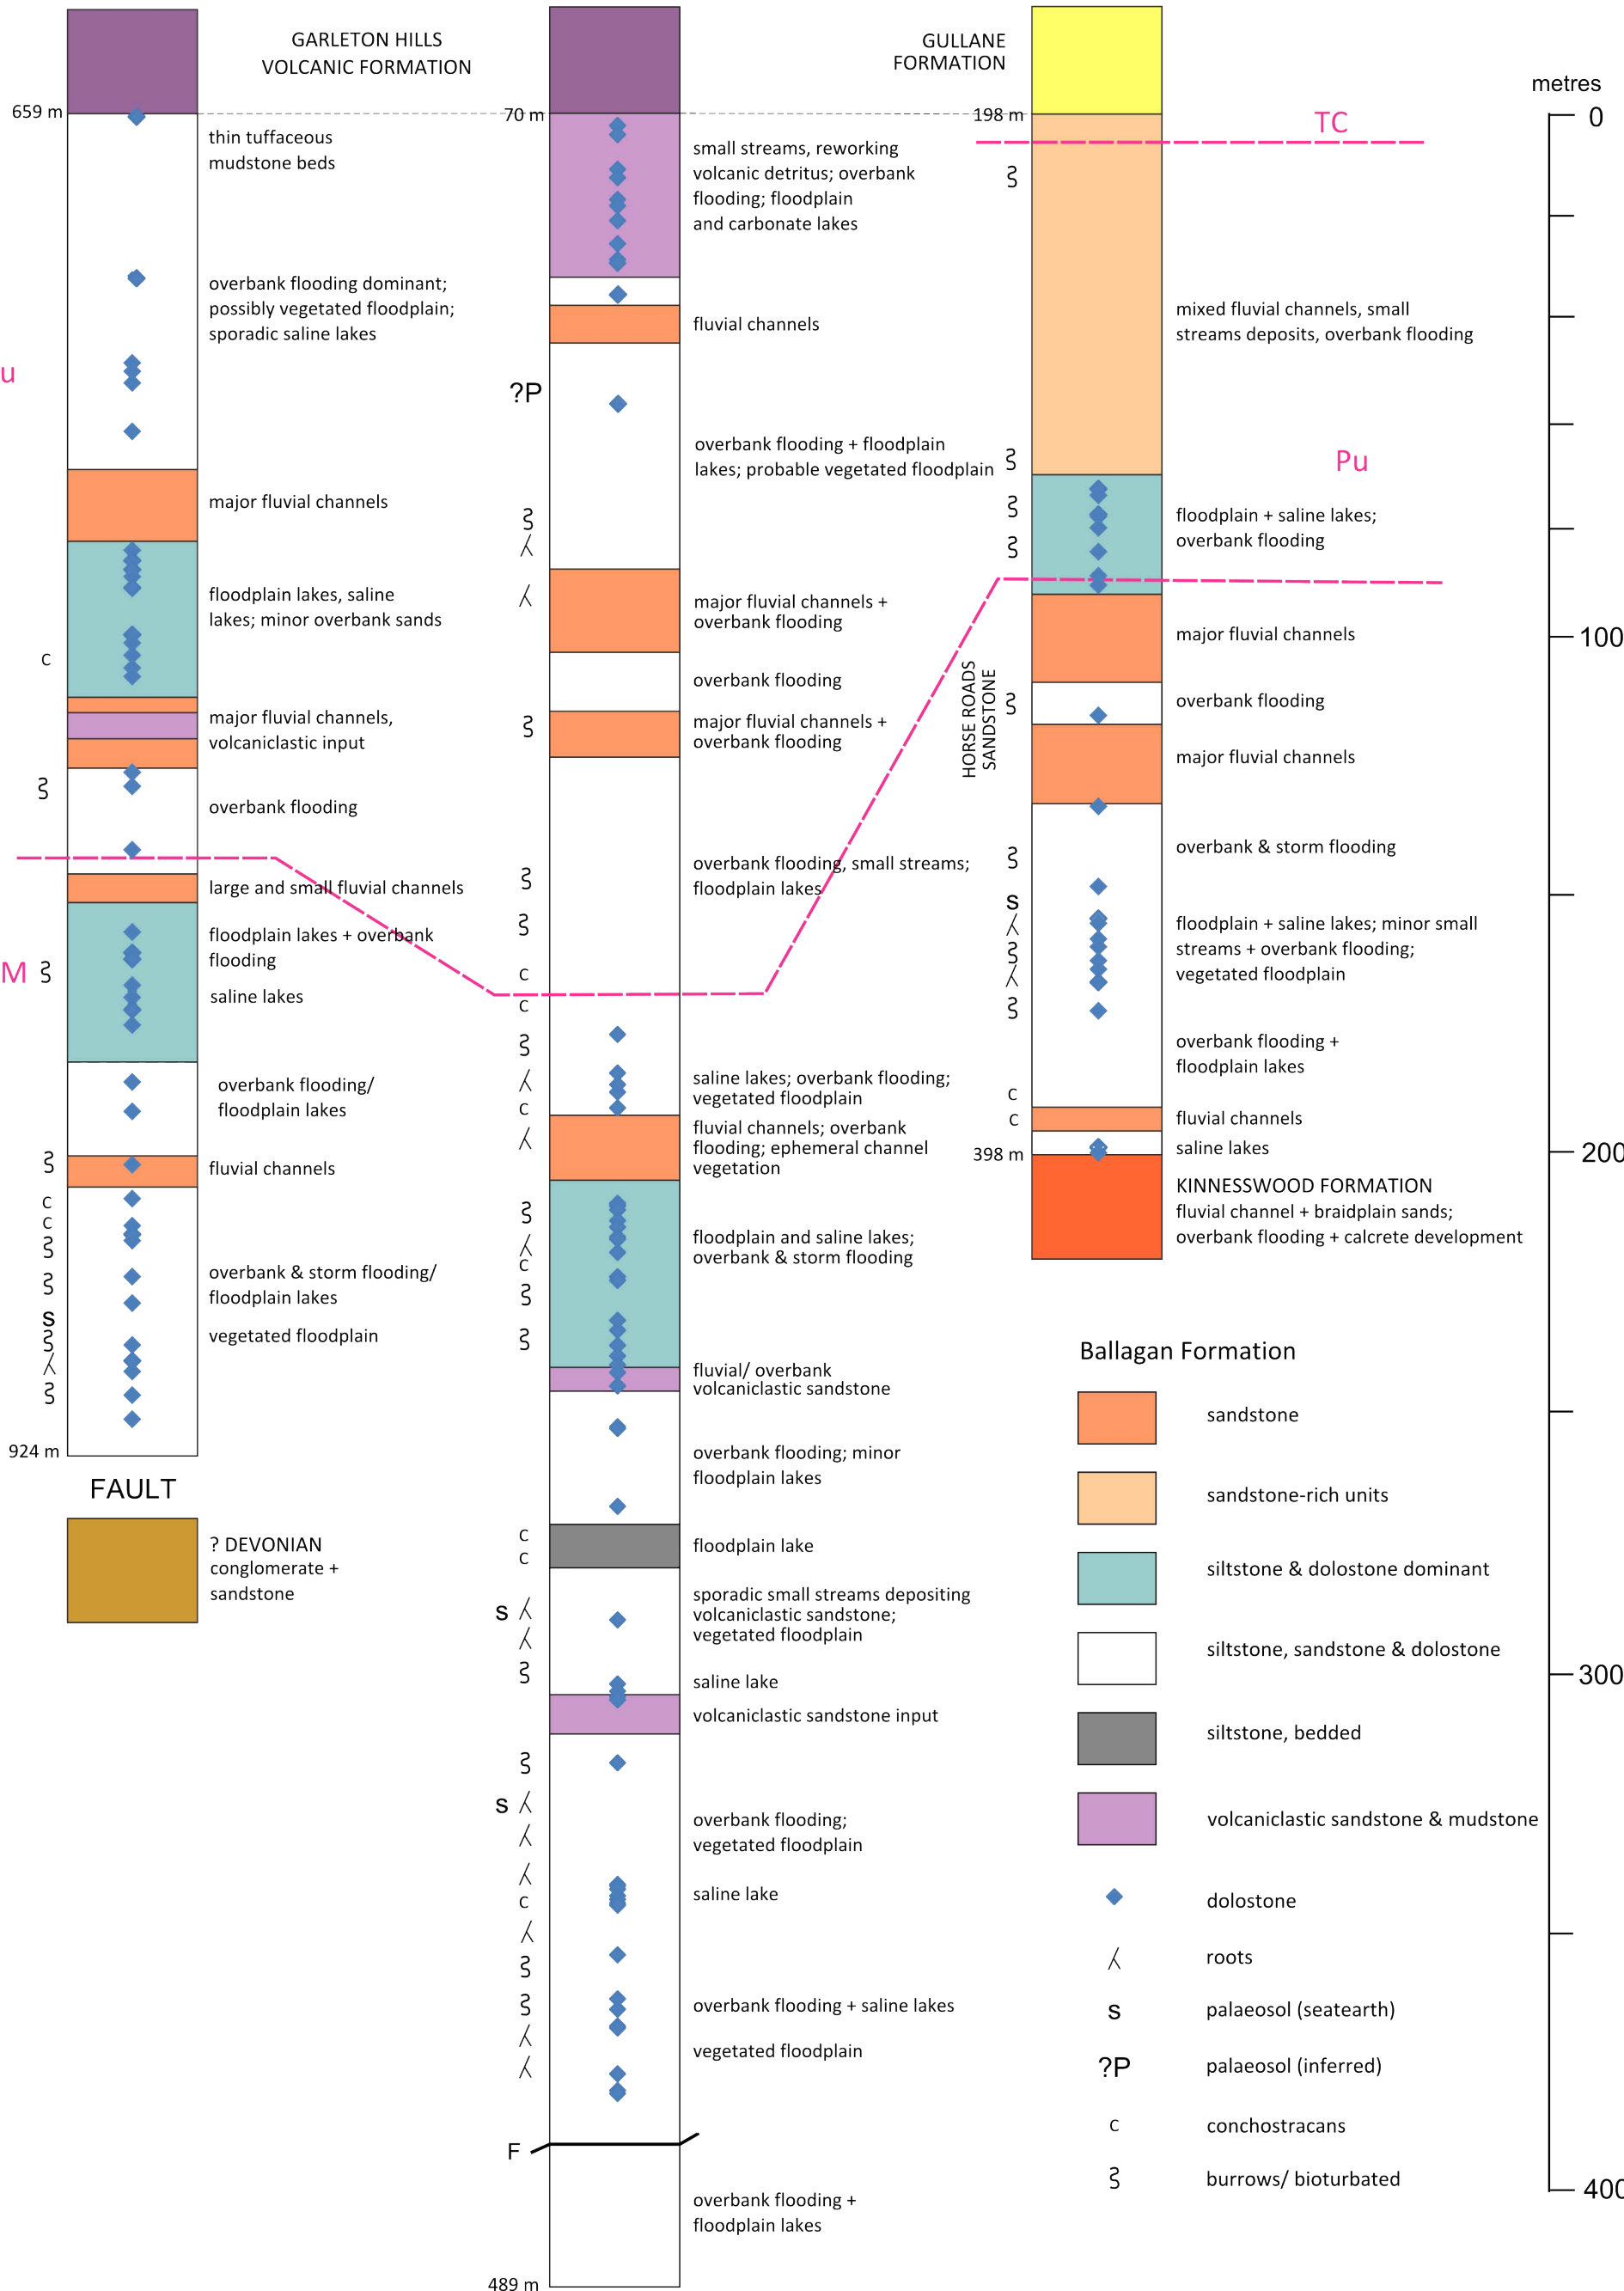 GARLETON HILLS
VOLCANIC FORMATION
GULLANE
FORMATION
metres
659 m
thin tuffaceous
mudstone beds
overbank flooding dominant;
possibly vegetated floodplain;
sporadic saline lakes
u
major fluvial channels
floodplain lakes, saline
lakes; minor overbank sands
C
major fluvial channels,
volcaniclastic input
overbank flooding
large and small fluvial channels
floodplain lakes + overbank
flooding
M
saline lakes
overbank flooding/
floodplain lakes
fluvial channels
C
C
overbank & storm flooding/
floodplain lakes
S
vegetated floodplain
924 m
FAULT
? DEVONIAN
conglomerate +
sandstone
70 m
small streams, reworking
volcanic detritus; overbank
flooding; floodplain
and carbonate lakes
fluvial channels
?P
overbank flooding + floodplain
lakes; probable vegetated floodplain
major fluvial channels +
overbank flooding
overbank flooding
major fluvial channels +
overbank flooding
overbank flooding, small streams;
floodplain lakes
C
C
saline lakes; overbank flooding;
vegetated floodplain
C
fluvial channels; overbank
flooding; ephemeral channel
vegetation
floodplain and saline lakes;
overbank & storm flooding
C
fluvial/ overbank
volcaniclastic sandstone
overbank flooding; minor
floodplain lakes
C
C
floodplain lake
sporadic small streams depositing
volcaniclastic sandstone;
vegetated floodplain
S
saline lake
volcaniclastic sandstone input
S
overbank flooding;
vegetated floodplain
C
saline lake
overbank flooding + saline lakes
vegetated floodplain
F
overbank flooding +
floodplain lakes
489 m
198 m
TC
mixed fluvial channels, small
streams deposits, overbank flooding
Pu
floodplain + saline lakes;
overbank flooding
major fluvial channels
HORSE ROADS
SANDSTONE
overbank flooding
major fluvial channels
overbank & storm flooding
S
floodplain + saline lakes; minor small
streams + overbank flooding;
vegetated floodplain
overbank flooding +
floodplain lakes
C
C
fluvial channels
saline lakes
398 m
KINNESSWOOD FORMATION
fluvial channel + braidplain sands;
overbank flooding + calcrete development
0
100
200
300
400
Ballagan Formation
sandstone
sandstone-rich units
siltstone & dolostone dominant
siltstone, sandstone & dolostone
siltstone, bedded
volcaniclastic sandstone & mudstone
dolostone
roots
S palaeosol (seatearth)
?P palaeosol (inferred)
C conchostracans
burrows/ bioturbated